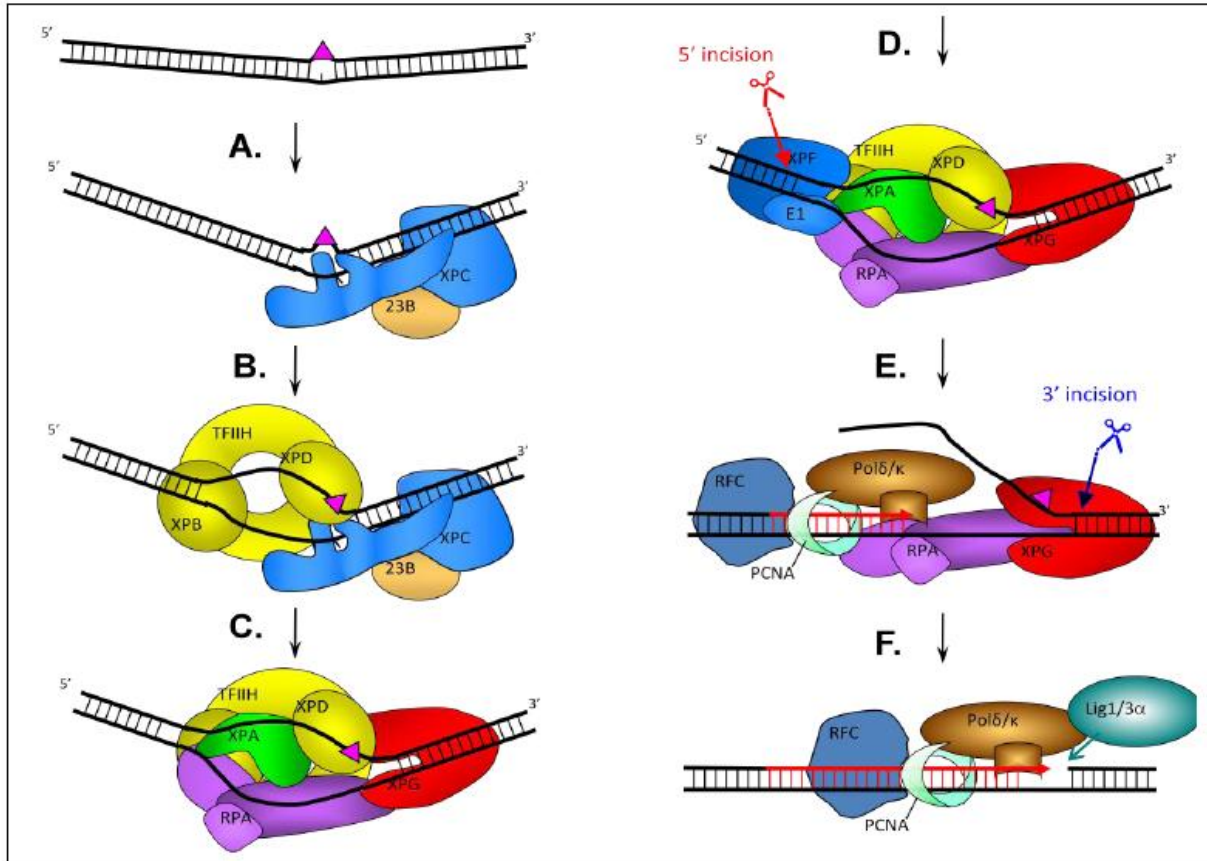 5’
3’
A.
5’
3’
XPC
23B
B.
5’
TFIIH
XPD
3’
XPB
XPC
23B
C.
5’
TFIIH
XPD
3’
XPA
XPG
RPA
D.
5’ incision
5’
XPF
TFIIH
XPD
3’
XPA
E1
XPG
RPA
E.
3’ incision
RFC
Polδ/κ
3’
RPA
XPG
PCNA
F.
Lig1/3α
RFC
Polδ/κ
PCNA